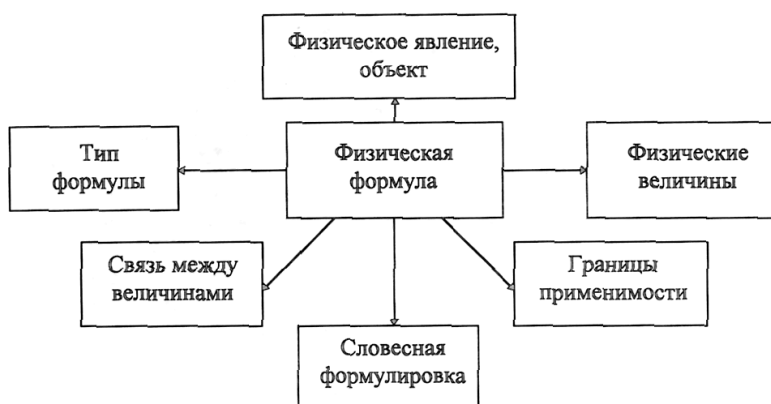 Физическое явление,
объект
Тип
формулы
Физическая
формула
Физические
величины
Связь между
величинами
Границы
применимости
Словесная
формулировка